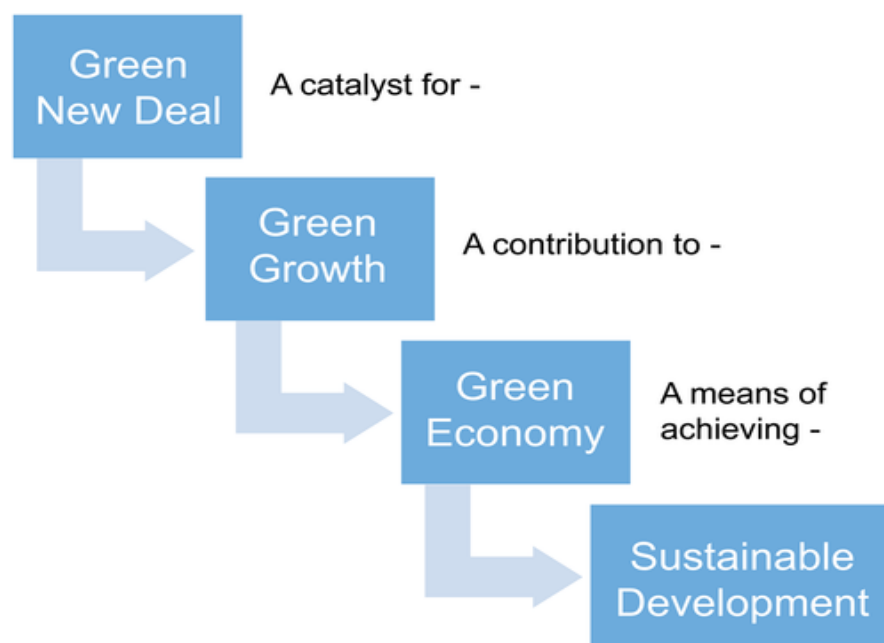 Green
New Deal
A catalyst for -
Green
Growth
A contribution to -
Green
Economy
A means of
achieving -
Sustainable
Development